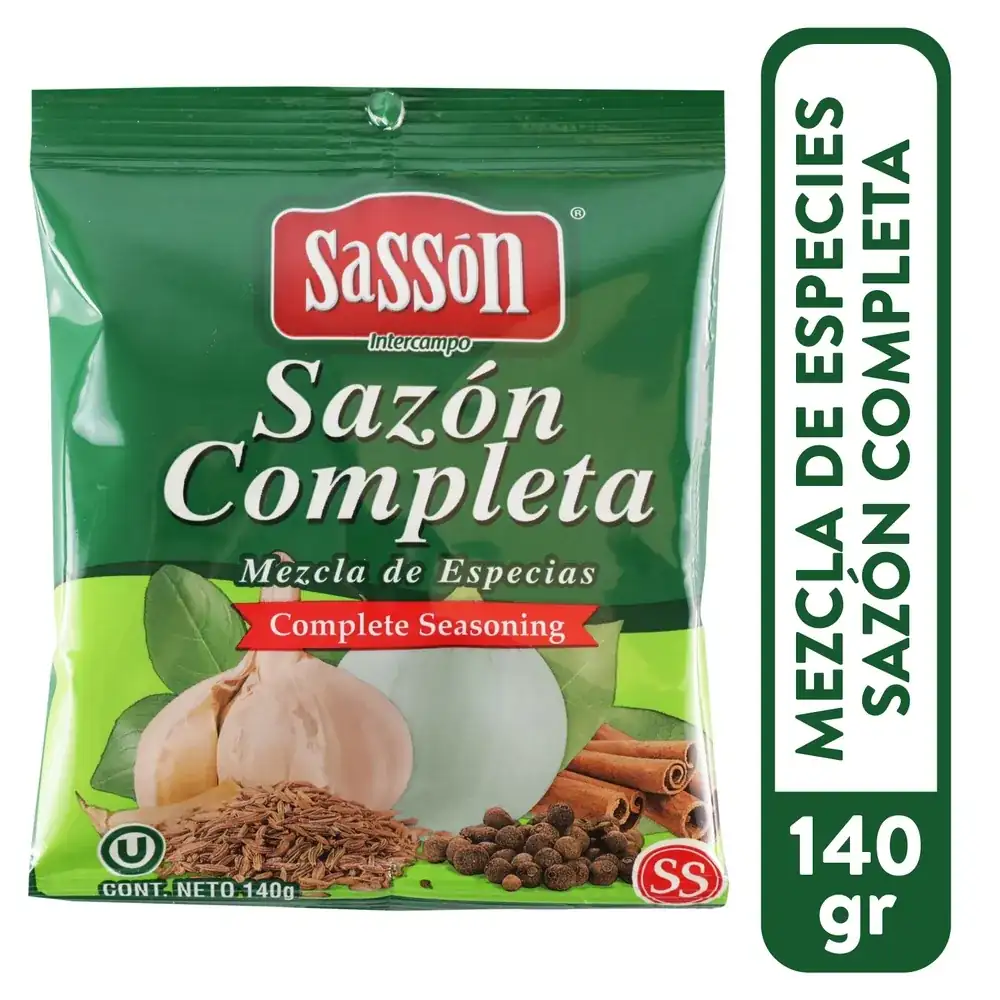 Sassón
®
Intercampo
Sazón
Completa
Mezcla de Especias
Complete Seasoning
U
CONT. NETO 140g
SS
MEZCLA DE ESPECIES
SAZÓN COMPLETA
140
gr